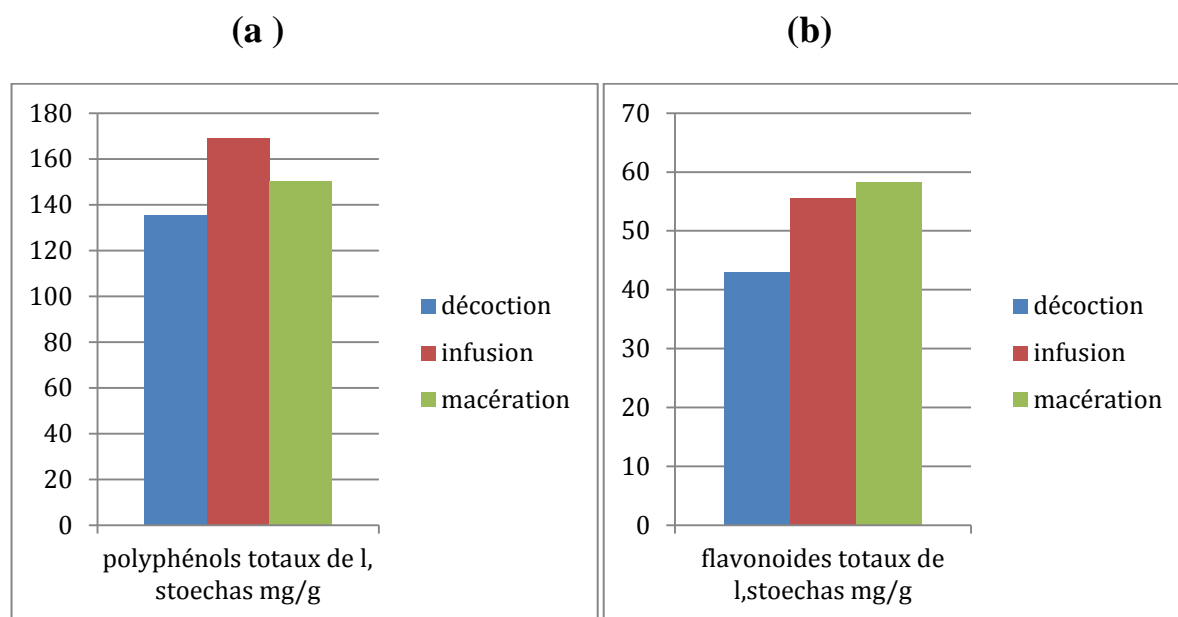 (a ) (b)
180
160
140
120
100
80
60
40
20
0
décoction
infusion
macération
polyphénols totaux de l,
stoechas mg/g
70
60
50
40
30
20
10
0
décoction
infusion
macération
flavonoides totaux de
l,stoechas mg/g